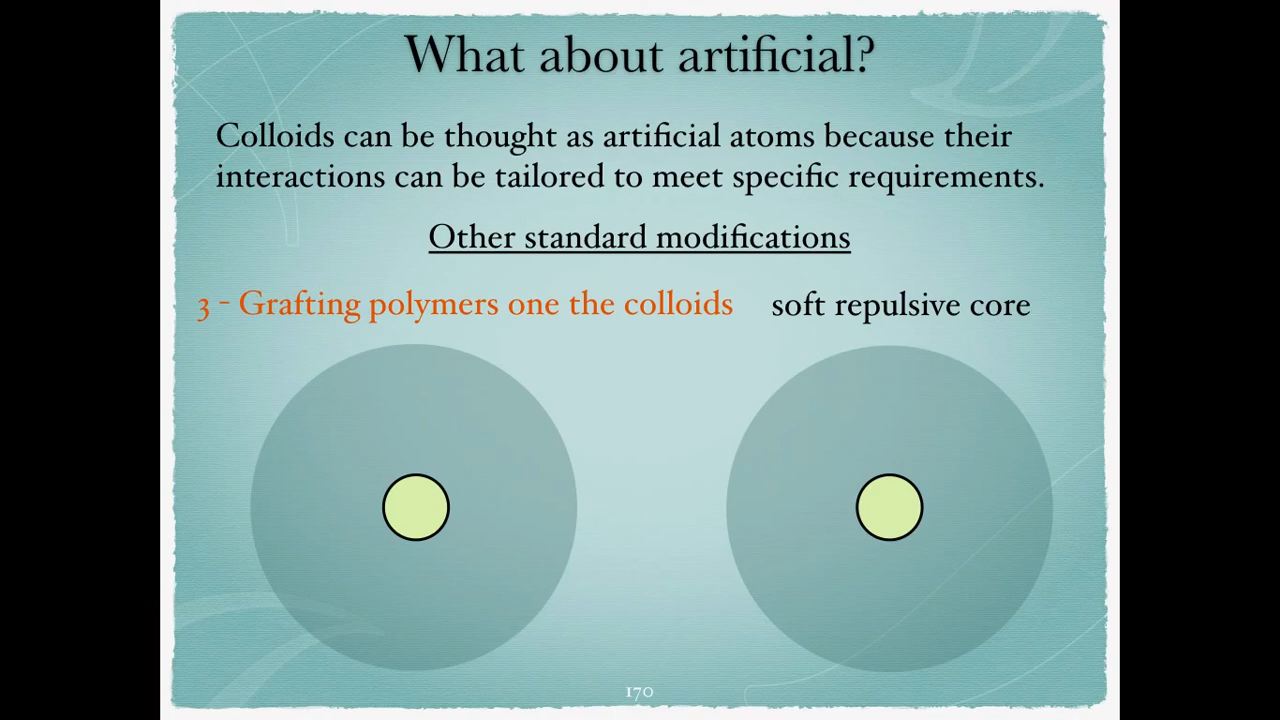 What about artificial?
Colloids can be thought as artificial atoms because their
interactions can be tailored to meet specific requirements.
Other standard modifications
3 - Grafting polymers one the colloids soft repulsive core
170